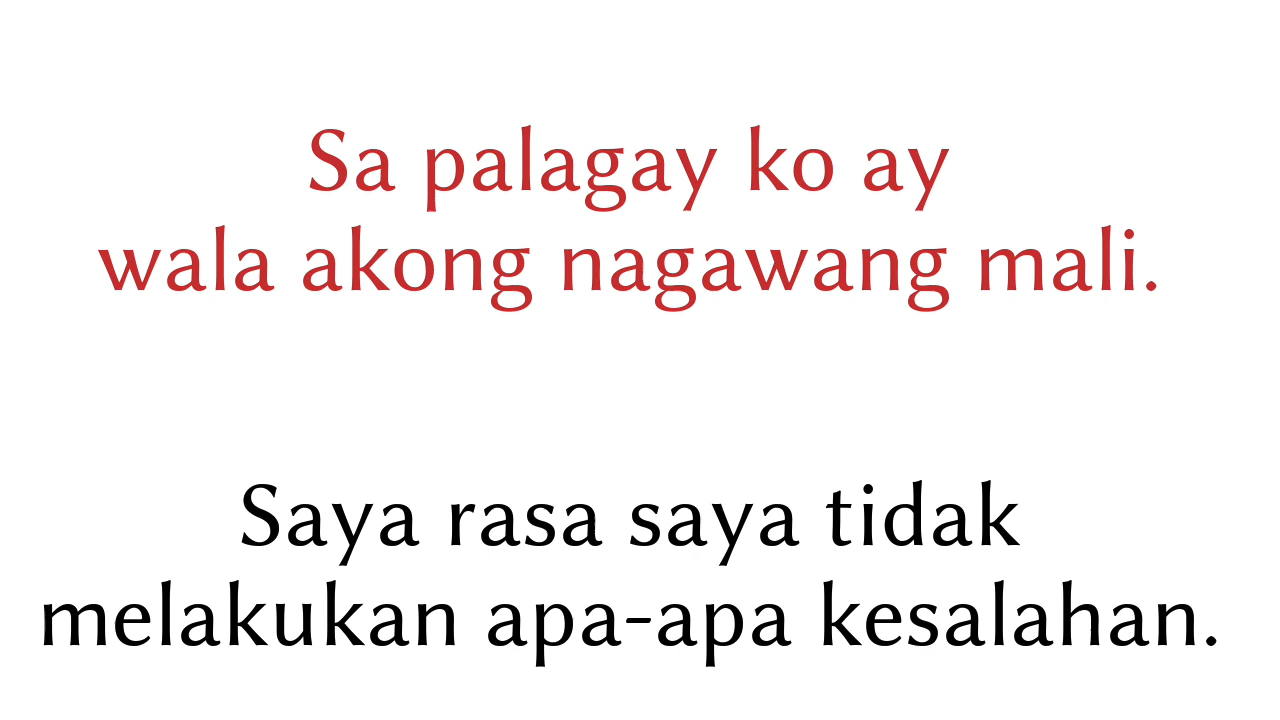 Sa palagay ko ay
wala akong nagawang mali.
Saya rasa saya tidak
melakukan apa-apa kesalahan.